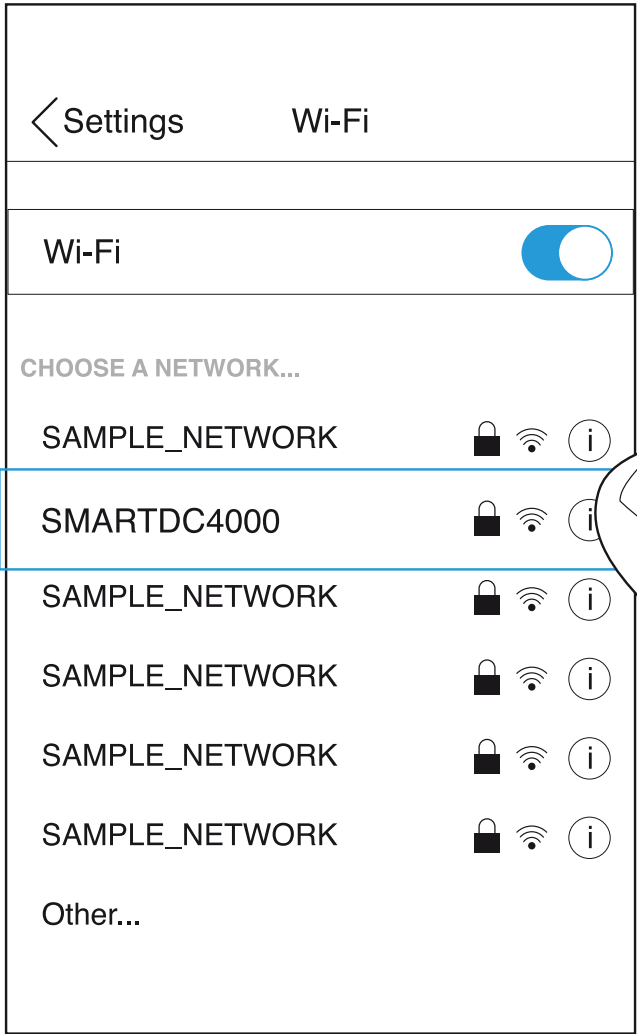 Settings Wi-Fi
Wi-Fi
CHOOSE A NETWORK...
SAMPLE_NETWORK i
SMARTDC4000 i
SAMPLE_NETWORK i
SAMPLE_NETWORK i
SAMPLE_NETWORK i
SAMPLE_NETWORK i
Other...